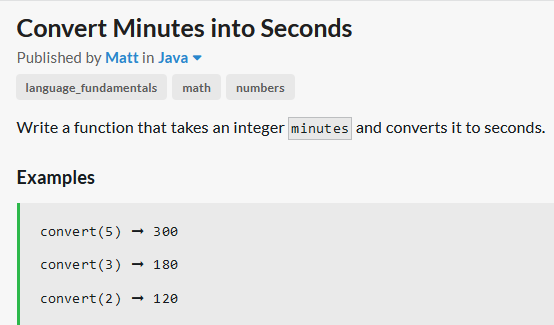 Convert Minutes into Seconds
Published by Matt in Java
language_fundamentals math numbers
Write a function that takes an integer minutes and converts it to seconds.
Examples
convert(5) ➞ 300
convert(3) ➞ 180
convert(2) ➞ 120